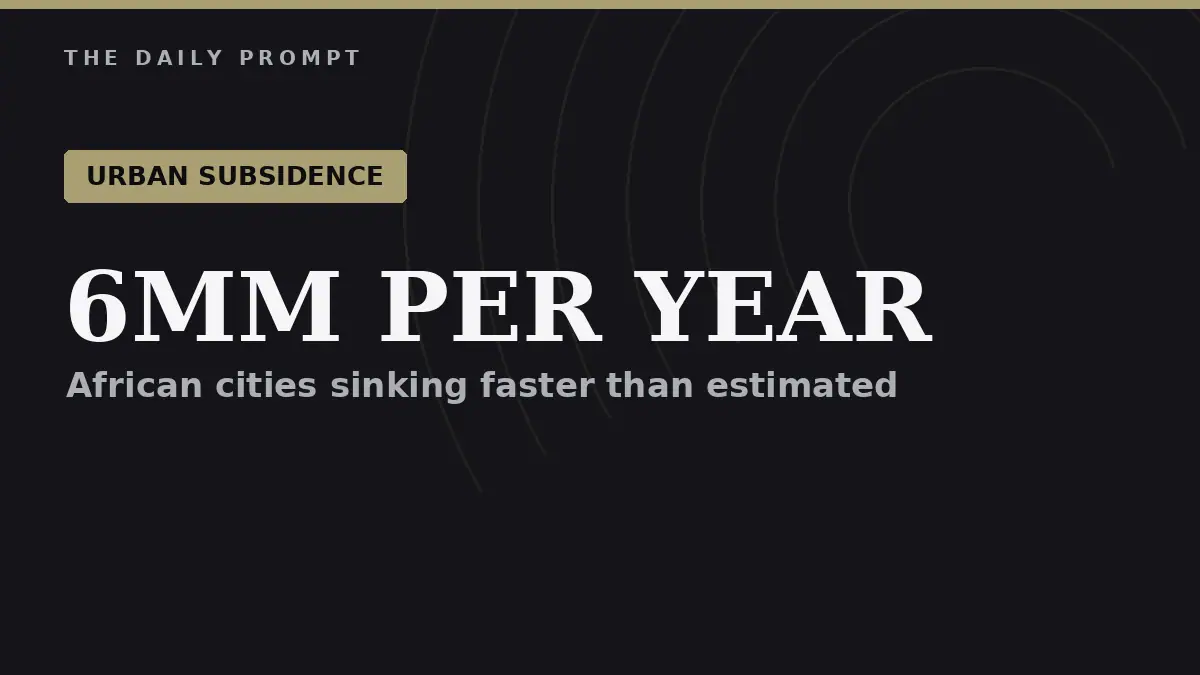 THE DAILY PROMPT
URBAN SUBSIDENCE
6MM PER YEAR
African cities sinking faster than estimated